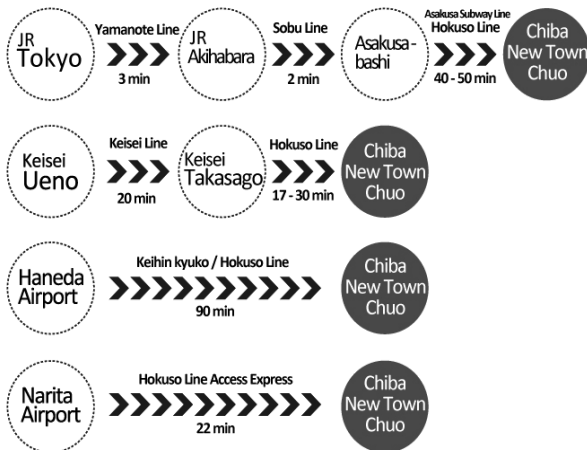 JR
Tokyo
Yamanote Line
3 min
JR
Akihabara
Sobu Line
2 min
Asakusa-
bashi
Asakusa Subway Line
Hokuso Line
40 - 50 min
Chiba
New Town
Chuo
Keisei
Ueno
Keisei Line
20 min
Keisei
Takasago
Hokuso Line
17 - 30 min
Chiba
New Town
Chuo
Haneda
Airport
Keihin kyuko / Hokuso Line
90 min
Chiba
New Town
Chuo
Narita
Airport
Hokuso Line Access Express
22 min
Chiba
New Town
Chuo